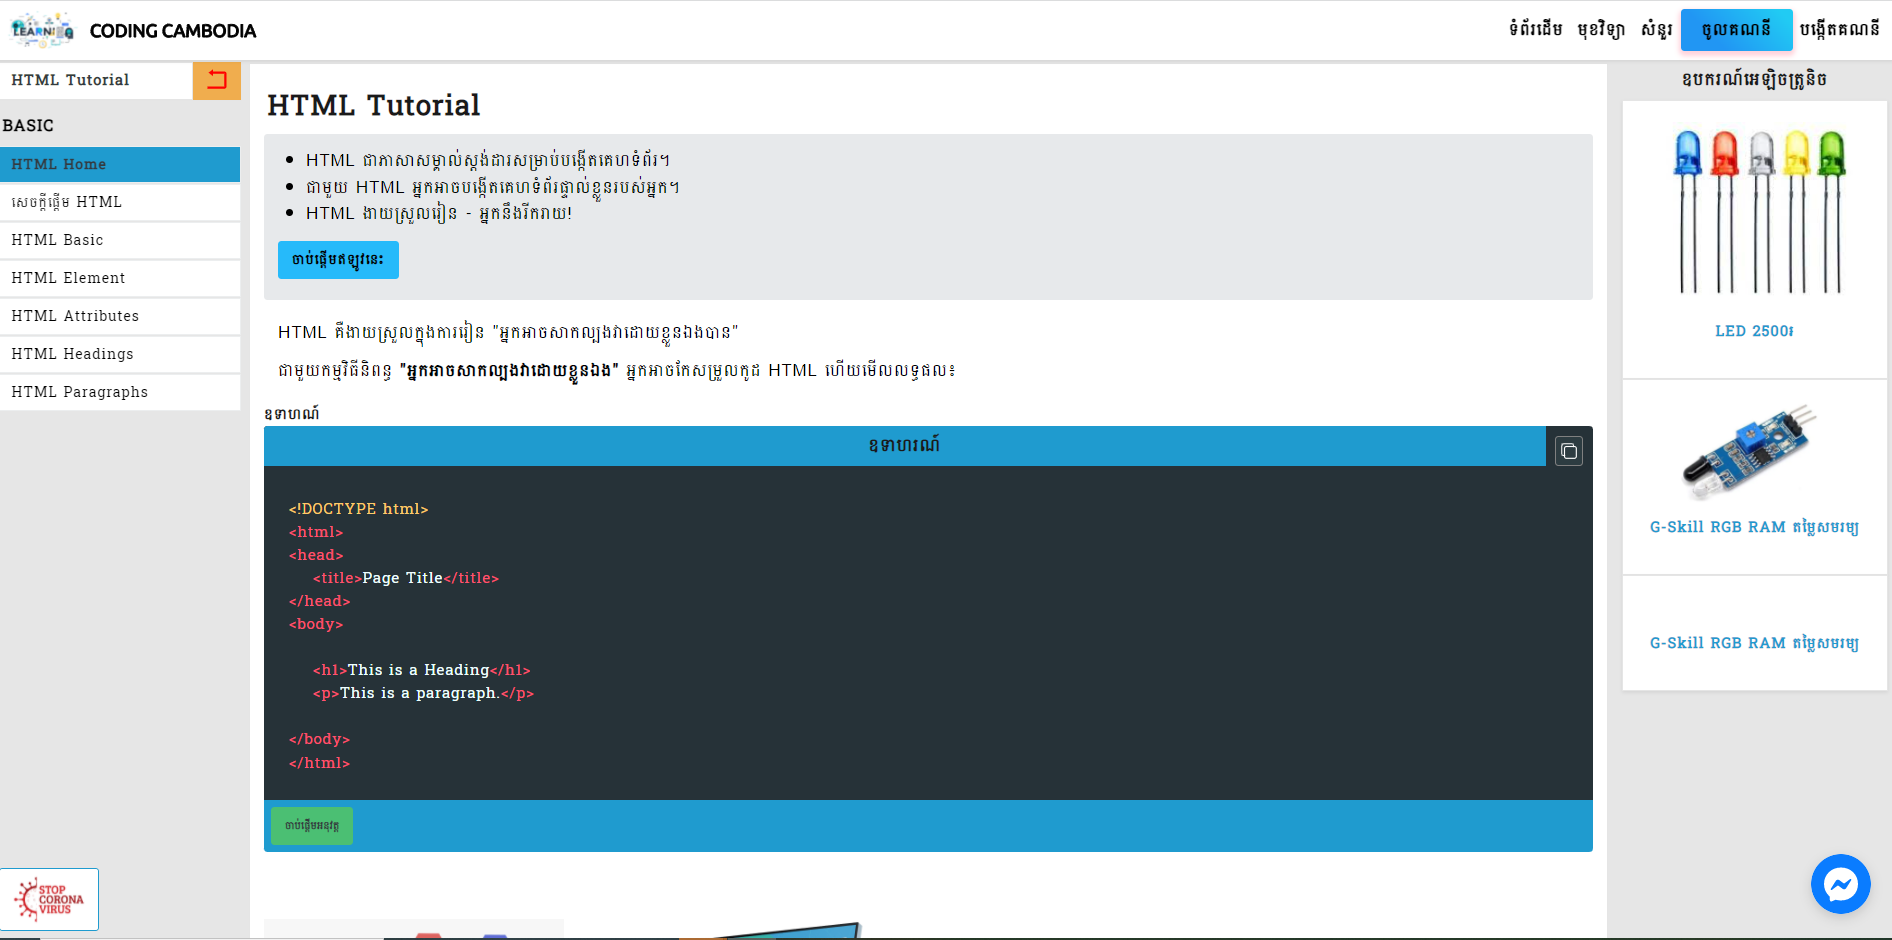 LEARNING
CODING CAMBODIA
ទំព័រដើម មុខវិទ្យា សំនួរ ចូលគណនី បង្កើតគណនី
HTML Tutorial
BASIC
HTML Home
សេចក្តីផ្តើម HTML
HTML Basic
HTML Element
HTML Attributes
HTML Headings
HTML Paragraphs
STOP
CORONA
VIRUS
HTML Tutorial
HTML ជាភាសាសម្គាល់ស្តង់ដារសម្រាប់បង្កើតគេហទំព័រ។
ជាមួយ HTML អ្នកអាចបង្កើតគេហទំព័រផ្ទាល់ខ្លួនរបស់អ្នក។
HTML ងាយស្រួលរៀន - អ្នកនឹងរីករាយ!
ចាប់ផ្តើមឥឡូវនេះ
HTML គឺងាយស្រួលក្នុងការរៀន "អ្នកអាចសាកល្បងវាដោយខ្លួនឯងបាន"
ជាមួយកម្មវិធីនិពន្ធ "អ្នកអាចសាកល្បងវាដោយខ្លួនឯង" អ្នកអាចកែសម្រួលកូដ HTML ហើយមើលលទ្ធផល៖
ឧទាហណ៍
ឧទាហរណ៍
<!DOCTYPE html>
<html>
<head>
<title>Page Title</title>
</head>
<body>
<h1>This is a Heading</h1>
<p>This is a paragraph.</p>
</body>
</html>
ចាប់ផ្តើមអនុវត្ត
ឧបករណ៍អេឡិចត្រូនិច
LED 2500៛
G-Skill RGB RAM តម្លៃសមរម្យ
G-Skill RGB RAM តម្លៃសមរម្យ